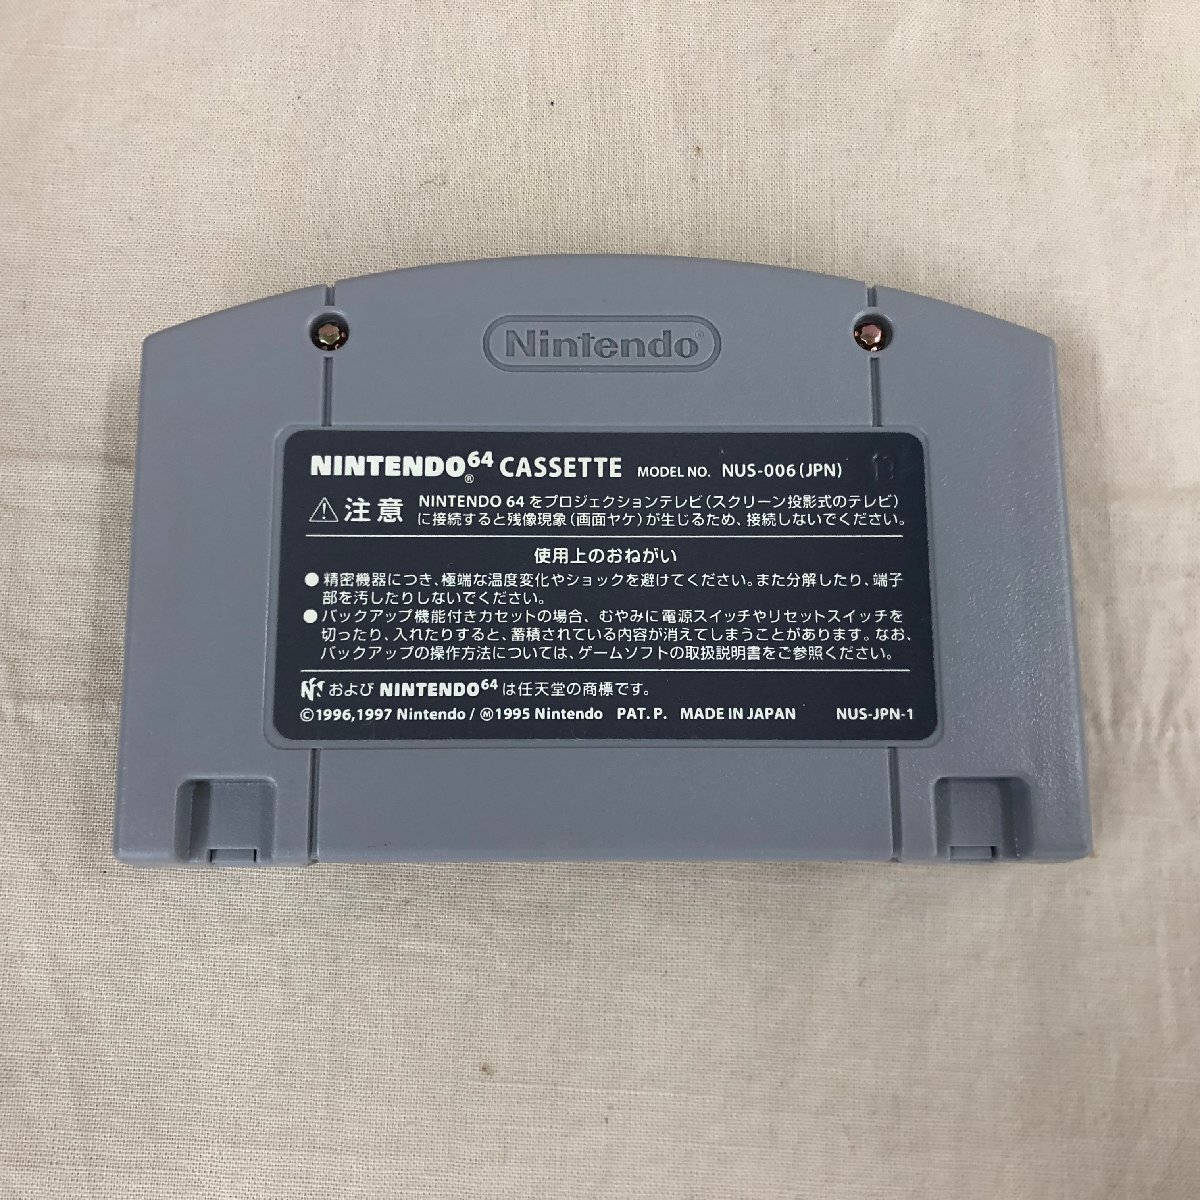 Nintendo®
NINTENDO64® CASSETTE MODEL NO. NUS-006(JPN)
⚠注意 NINTENDO 64をプロジェクションテレビ(スクリーン投影式のテレビ)
に接続すると残像現象(画面ヤケ)が生じるため、接続しないでください。
使用上のおねがい
●精密機器につき、極端な温度変化やショックを避けてください。また分解したり、端子
部を汚したりしないでください。
●バックアップ機能付きカセットの場合、むやみに電源スイッチやリセットスイッチを
切ったり、入れたりすると、蓄積されている内容が消えてしまうことがあります。なお、
バックアップの操作方法については、ゲームソフトの取扱説明書をご参照ください。
および NINTENDO64 は任天堂の商標です。
©1996,1997 Nintendo / Ⓜ1995 Nintendo PAT. P. MADE IN JAPAN NUS-JPN-1